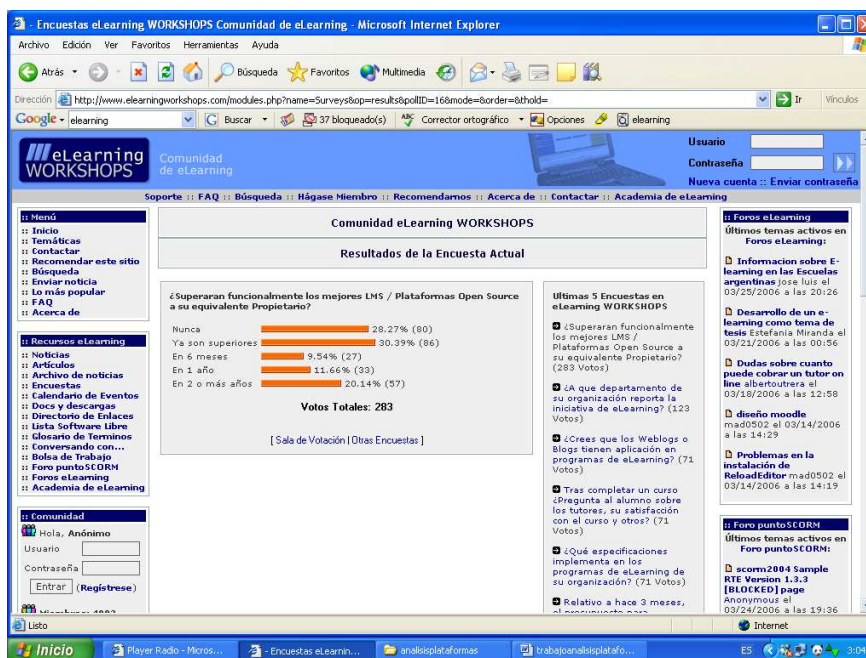 - Encuestas eLearning WORKSHOPS Comunidad de eLearning - Microsoft Internet Explorer
Archivo Edición Ver Favoritos Herramientas Ayuda
Atrás Búsqueda Favoritos Multimedia
Dirección http://www.elearningworkshops.com/modules.php?name=Surveys&op=results&pollID=16&mode=&order=&thold= Ir Vínculos
Google elearning Buscar 37 bloqueado(s) ABC Corrector ortográfico Opciones elearning
eLearning
WORKSHOPS
Comunidad
de eLearning
Usuario
Contraseña
Nueva cuenta :: Enviar contraseña
Soporte :: FAQ :: Búsqueda :: Hágase Miembro :: Recomendarnos :: Acerca de :: Contactar :: Academia de eLearning
:: Menú
:: Inicio
:: Temáticas
:: Contactar
:: Recomendar este sitio
:: Búsqueda
:: Enviar noticia
:: Lo más popular
:: FAQ
:: Acerca de
:: Recursos eLearning
:: Noticias
:: Artículos
:: Archivo de noticias
:: Encuestas
:: Calendario de Eventos
:: Docs y descargas
:: Directorio de Enlaces
:: Lista Software Libre
:: Glosario de Terminos
:: Conversando con...
:: Bolsa de Trabajo
:: Foro puntoSCORM
:: Foros eLearning
:: Academia de eLearning
:: Comunidad
Hola, Anónimo
Usuario
Contraseña
Entrar (Regístrese)
Comunidad eLearning WORKSHOPS
Resultados de la Encuesta Actual
¿Superaran funcionalmente los mejores LMS / Plataformas Open Source
a su equivalente Propietario?
Nunca 28.27% (80)
Ya son superiores 30.39% (86)
En 6 meses 9.54% (27)
En 1 año 11.66% (33)
En 2 o más años 20.14% (57)
Votos Totales: 283
[ Sala de Votación | Otras Encuestas ]
Ultimas 5 Encuestas en
eLearning WORKSHOPS
¿Superaran funcionalmente
los mejores LMS /
Plataformas Open Source a
su equivalente Propietario?
(283 Votos)
¿A que departamento de
su organización reporta la
iniciativa de eLearning? (123
Votos)
¿Crees que los Weblogs o
Blogs tienen aplicación en
programas de eLearning? (71
Votos)
Tras completar un curso
¿Pregunta al alumno sobre
los tutores, su satisfacción
con el curso y otros? (71
Votos)
¿Qué especificaciones
implementa en los
programas de eLearning de
su organización? (71 Votos)
Relativo a hace 3 meses,
el presupuesto para
:: Foros eLearning
Últimos temas activos en
Foros eLearning:
Informacion sobre E-
learning en las Escuelas
argentinas jose luis el
03/25/2006 a las 20:26
Desarrollo de un e-
learning como tema de
tesis Estefania Miranda el
03/21/2006 a las 00:56
Dudas sobre cuanto
puede cobrar un tutor on
line albertoutrera el
03/18/2006 a las 12:58
diseño moodle
mad0502 el 03/14/2006
a las 14:29
Problemas en la
instalación de
ReloadEditor mad0502 el
03/14/2006 a las 14:19
:: Foro puntoSCORM
Últimos temas activos en
Foro puntoSCORM:
scorm2004 Sample
RTE Version 1.3.3
[BLOCKED] page
Anonymous el
03/24/2006 a las 19:36
Listo Internet
Inicio Player Radio - Micros... - Encuestas eLearnin... analisisplataformas trabajoanalisisplatafo... ES